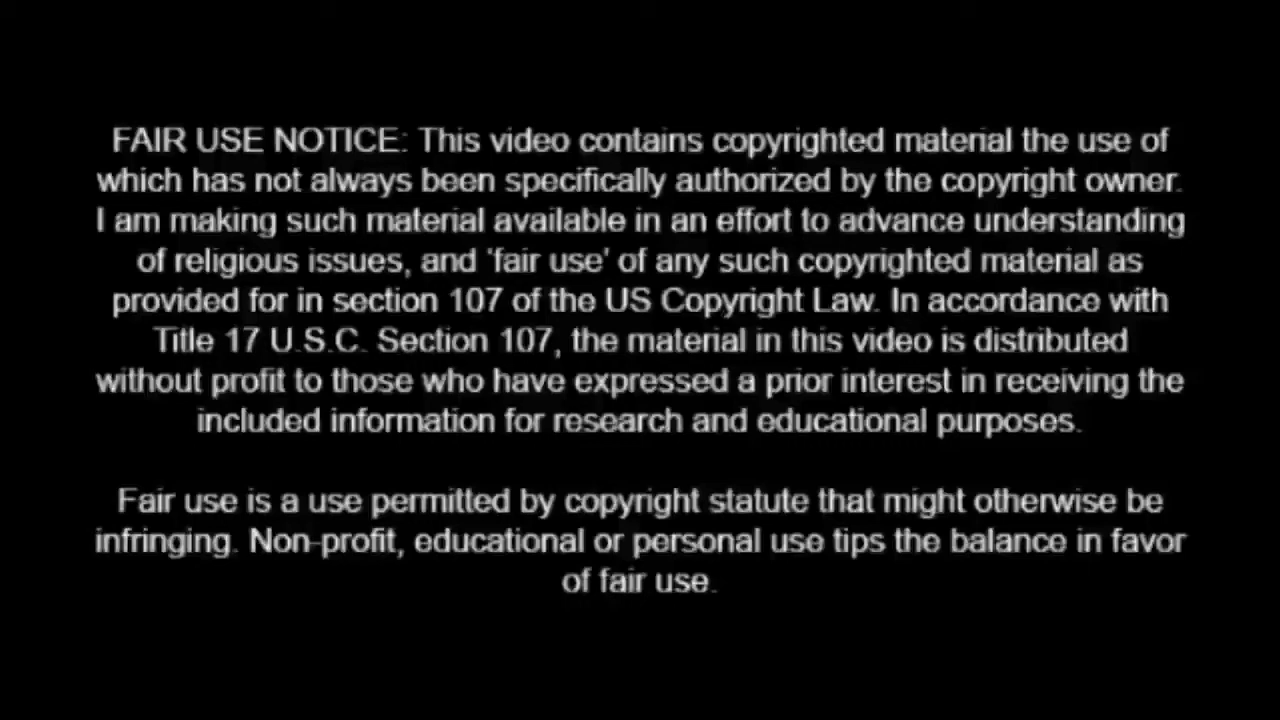 FAIR USE NOTICE: This video contains copyrighted material the use of
which has not always been specifically authorized by the copyright owner.
I am making such material available in an effort to advance understanding
of religious issues, and 'fair use' of any such copyrighted material as
provided for in section 107 of the US Copyright Law. In accordance with
Title 17 U.S.C. Section 107, the material in this video is distributed
without profit to those who have expressed a prior interest in receiving the
included information for research and educational purposes.
Fair use is a use permitted by copyright statute that might otherwise be
infringing. Non-profit, educational or personal use tips the balance in favor
of fair use.